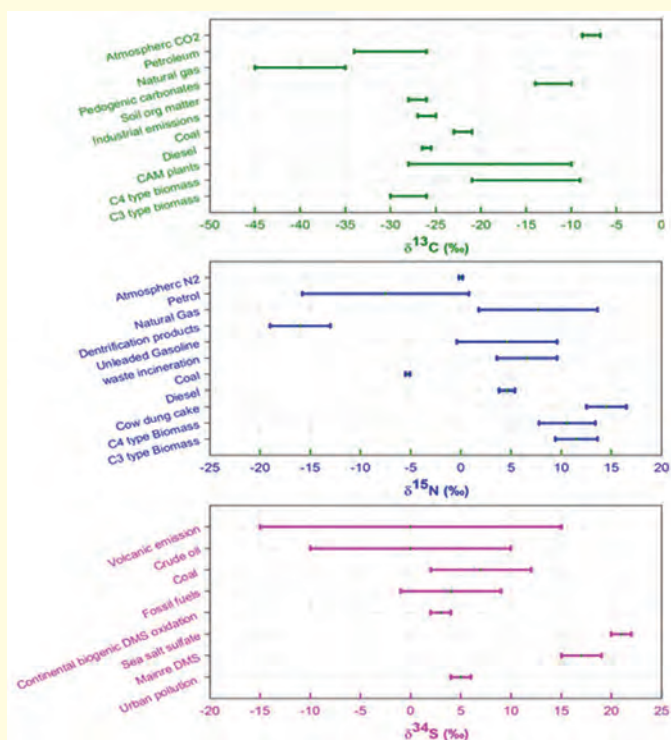 Atmospherc CO2
Petroleum
Natural gas
Pedogenic carbonates
Soil org matter
Industrial emissions
Coal
Diesel
CAM plants
C4 type biomass
C3 type biomass
-50 -45 -40 -35 -30 -25 -20 -15 -10 -5 0
δ¹³C (‰)
Atmospherc N2
Petrol
Natural Gas
Dentrification products
Unleaded Gasoline
waste incineration
Coal
Diesel
Cow dung cake
C4 type Biomass
C3 type Biomass
-25 -20 -15 -10 -5 0 5 10 15 20
δ¹⁵N (‰)
Volcanic emission
Crude oil
Coal
Fossil fuels
Continental biogenic DMS oxidation
Sea salt sulfate
Mainre DMS
Urban pollution
-20 -15 -10 -5 0 5 10 15 20 25
δ³⁴S (‰)